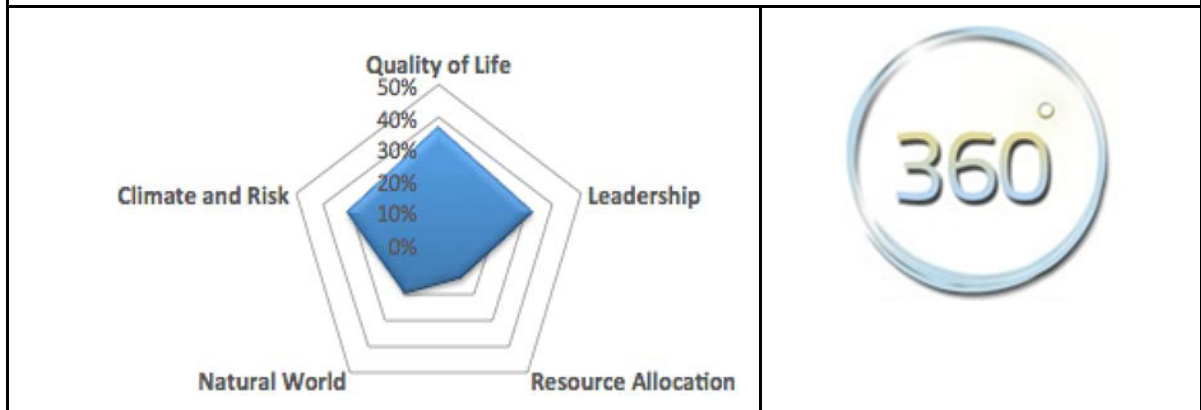 Quality of Life
50%
40%
30%
20%
10%
0%
Climate and Risk
Leadership
Natural World
Resource Allocation
360°